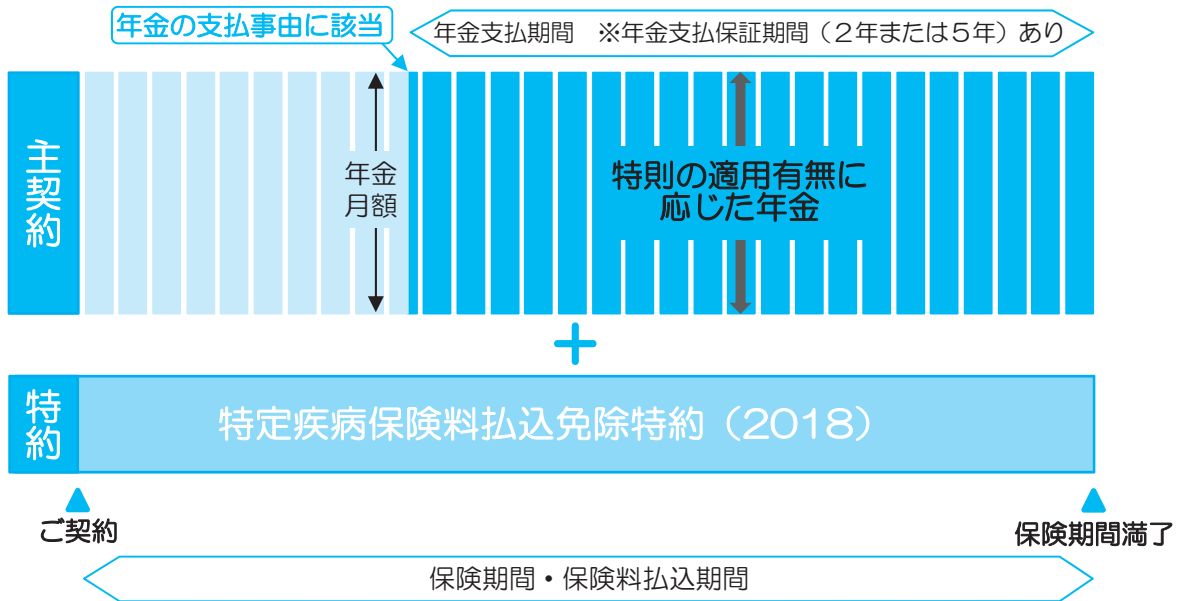 年金の支払事由に該当
年金支払期間　※年金支払保証期間（２年または５年）あり
主契約
年金
月額
特則の適用有無に
応じた年金
+
特約
特定疾病保険料払込免除特約（2018）
ご契約
保険期間満了
保険期間・保険料払込期間